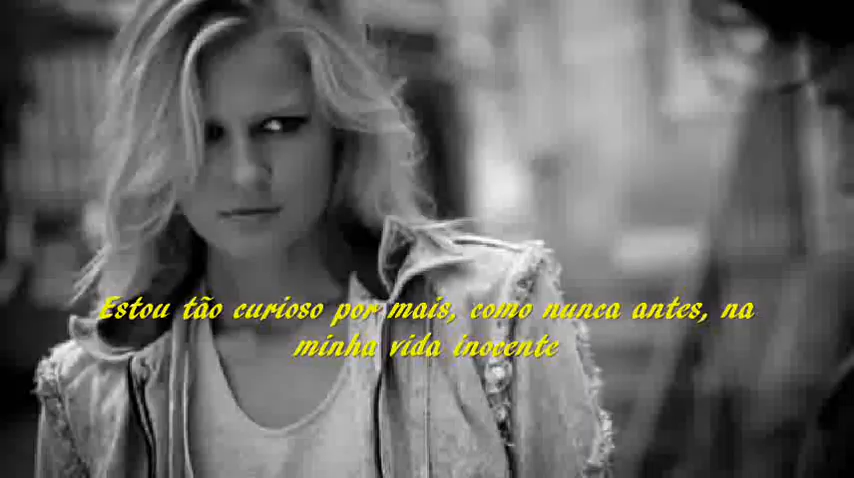 Estou tão curioso por mais, como nunca antes, na
minha vida inocente